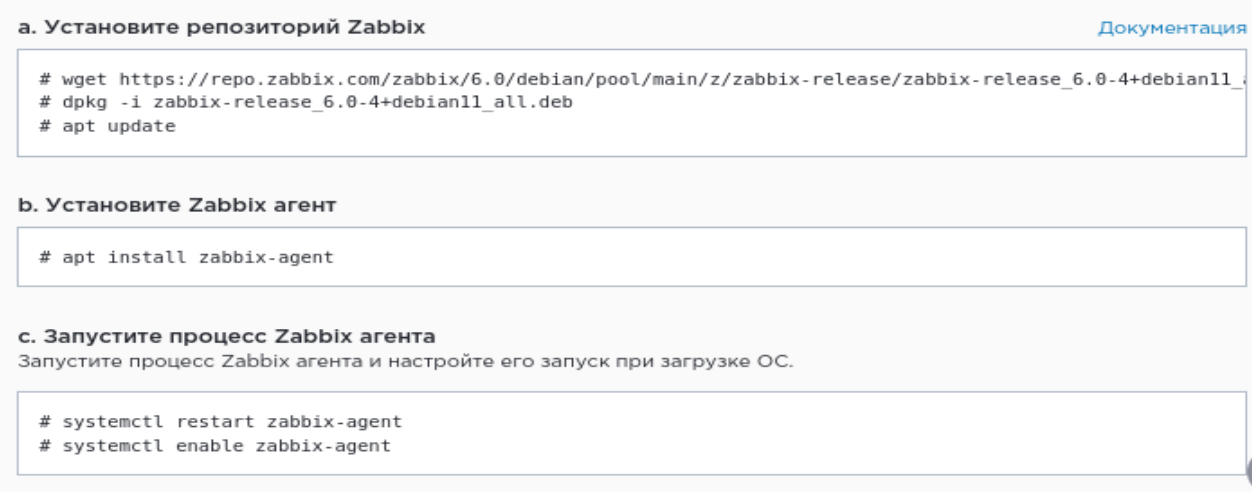 a. Установите репозиторий Zabbix
Документация
# wget https://repo.zabbix.com/zabbix/6.0/debian/pool/main/z/zabbix-release/zabbix-release_6.0-4+debian11_
# dpkg -i zabbix-release_6.0-4+debian11_all.deb
# apt update
b. Установите Zabbix агент
# apt install zabbix-agent
c. Запустите процесс Zabbix агента
Запустите процесс Zabbix агента и настройте его запуск при загрузке ОС.
# systemctl restart zabbix-agent
# systemctl enable zabbix-agent